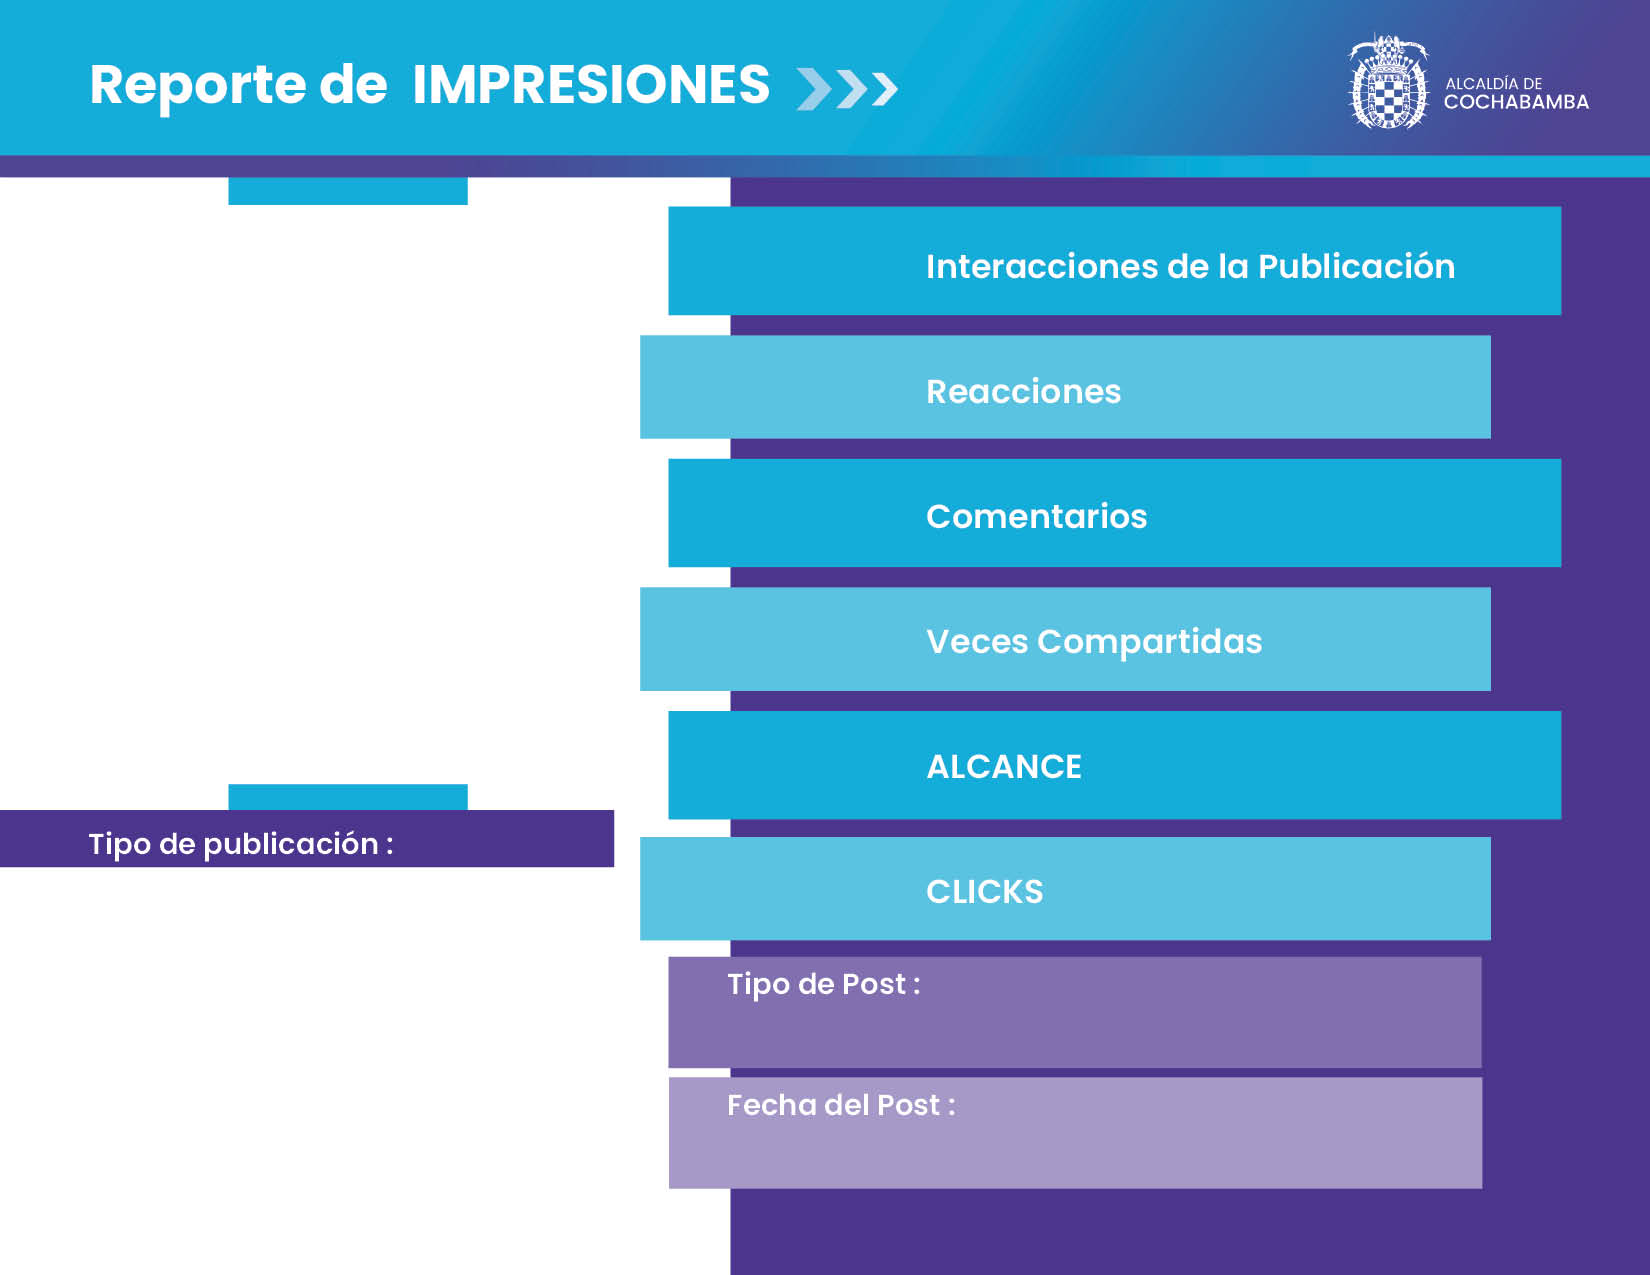 Reporte de IMPRESIONES
ALCALDÍA DE
COCHABAMBA
Interacciones de la Publicación
Reacciones
Comentarios
Veces Compartidas
ALCANCE
Tipo de publicación :
CLICKS
Tipo de Post :
Fecha del Post :